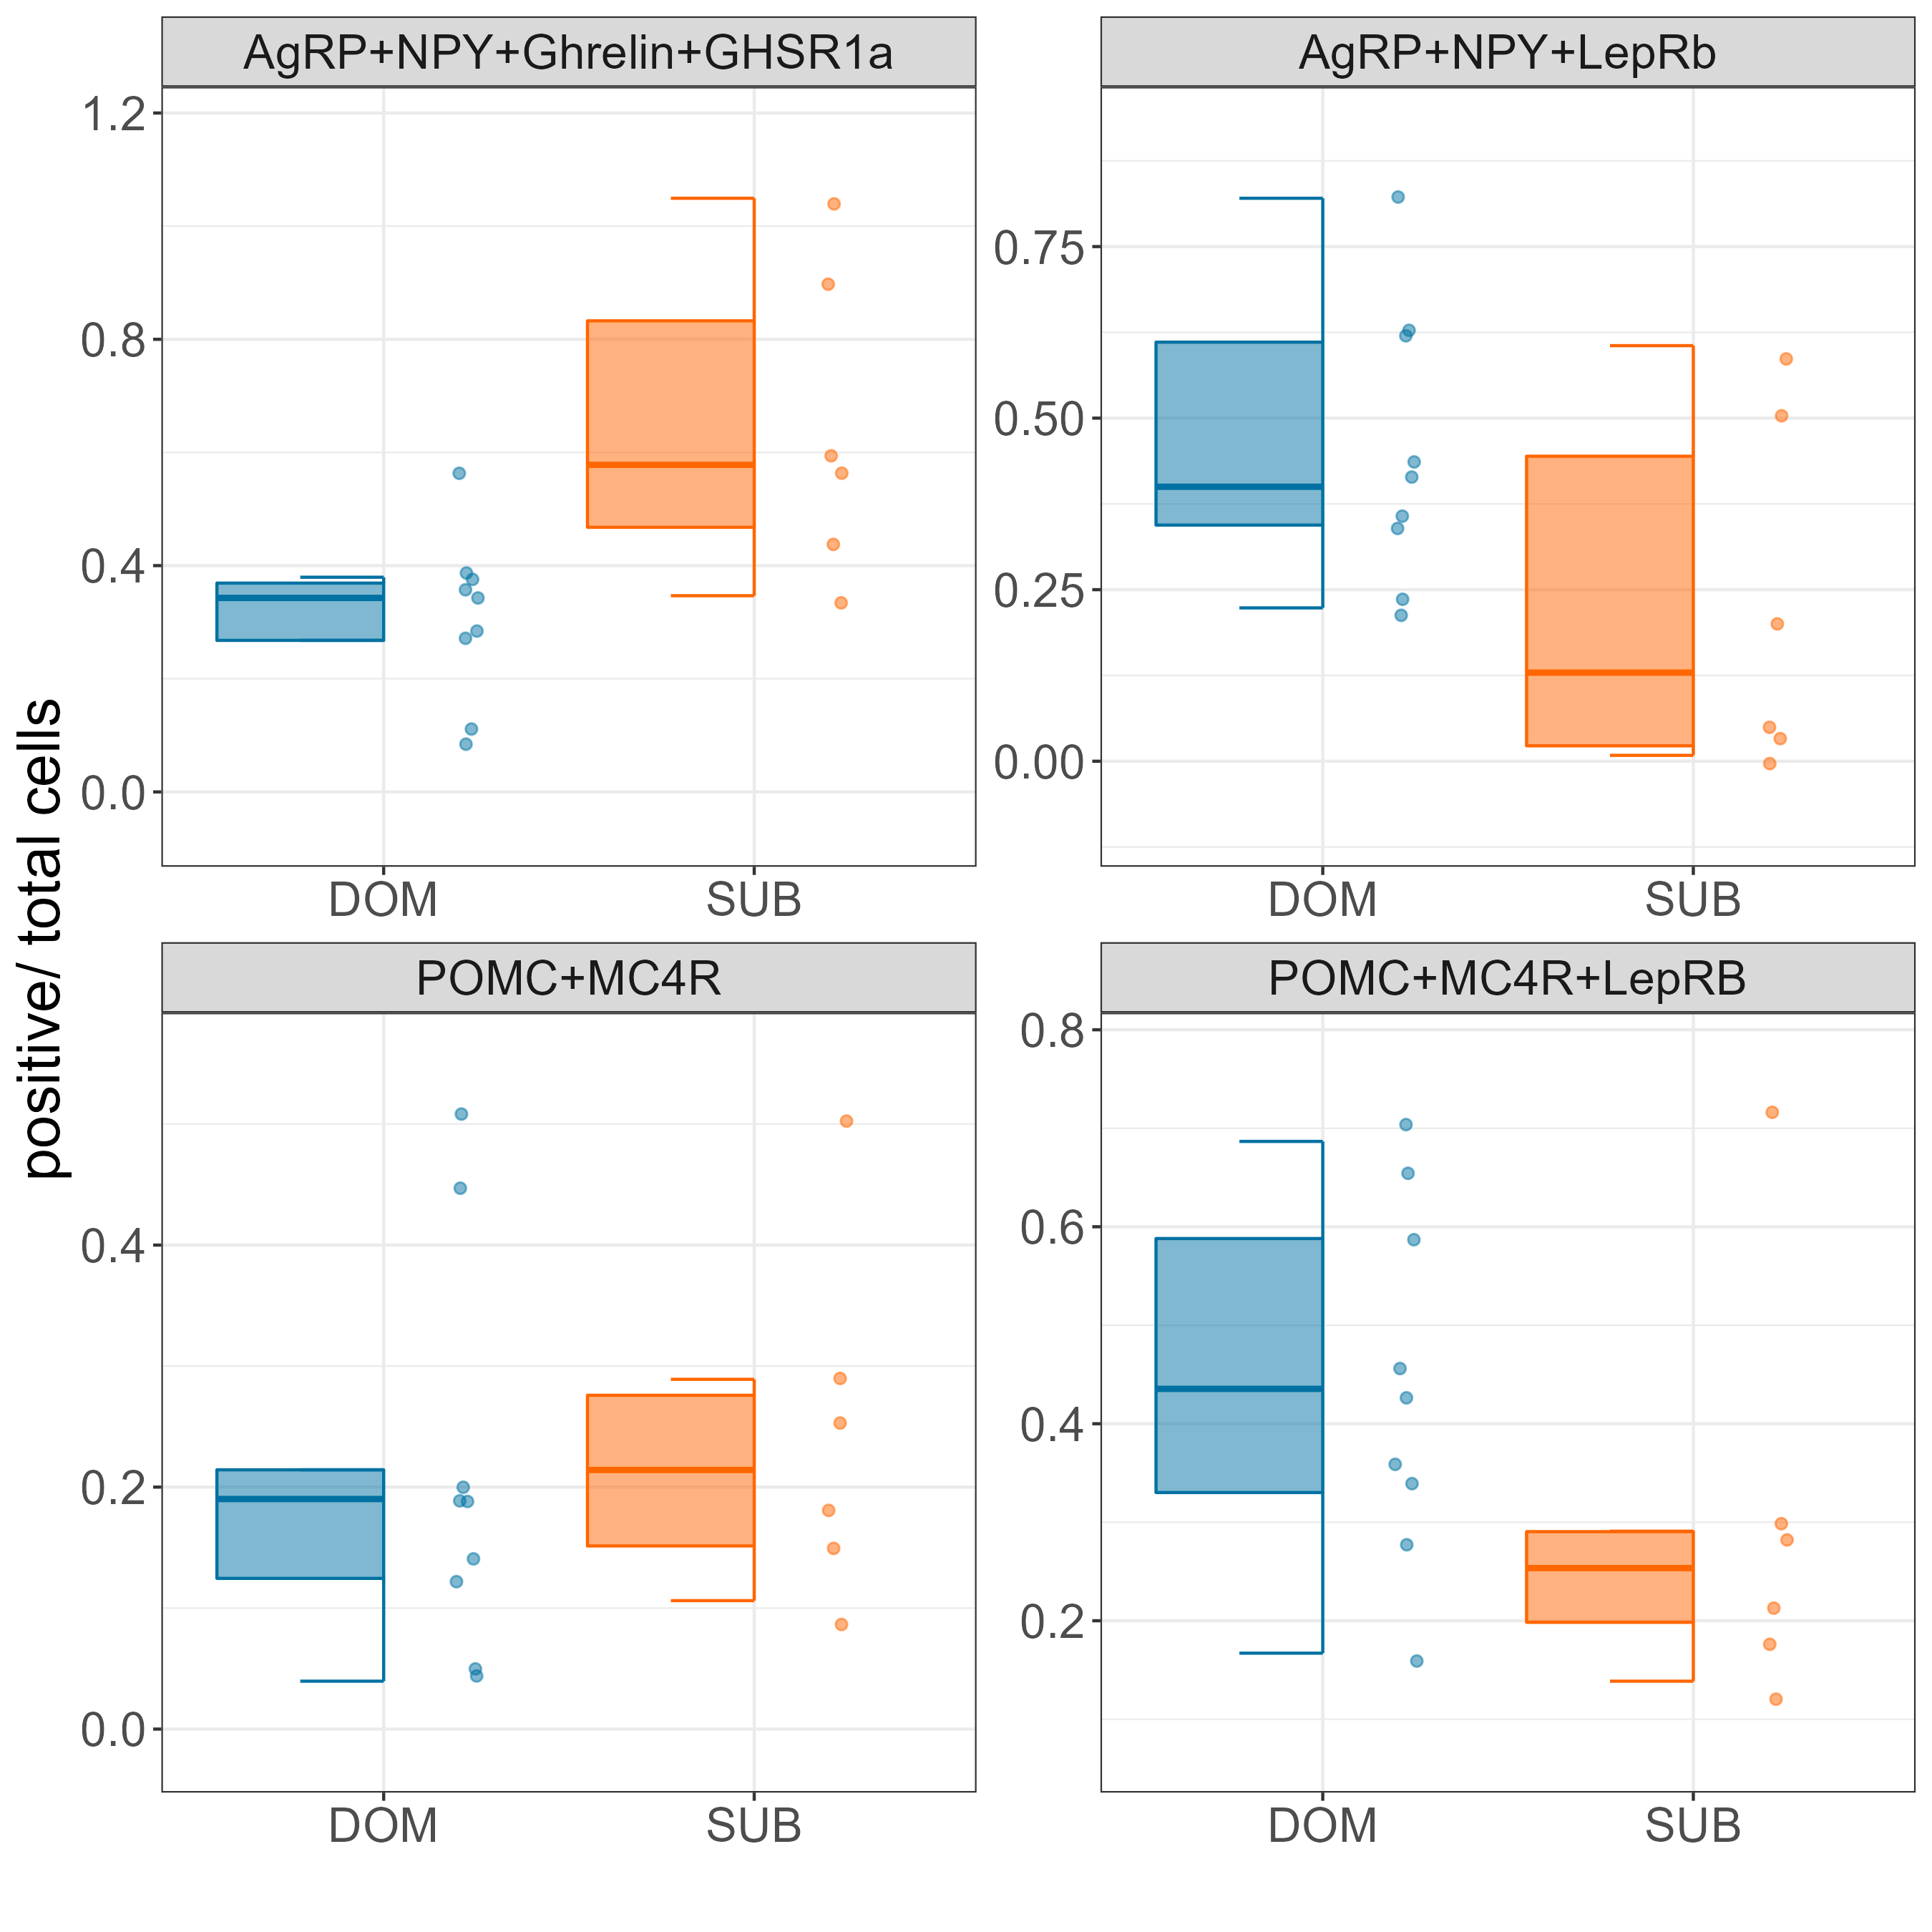 AgRP+NPY+Ghrelin+GHSR1a
AgRP+NPY+LepRb
1.2
0.8
0.4
0.0
0.75
0.50
0.25
0.00
DOM
SUB
DOM
SUB
positive/ total cells
POMC+MC4R
POMC+MC4R+LepRB
0.4
0.2
0.0
0.8
0.6
0.4
0.2
DOM
SUB
DOM
SUB